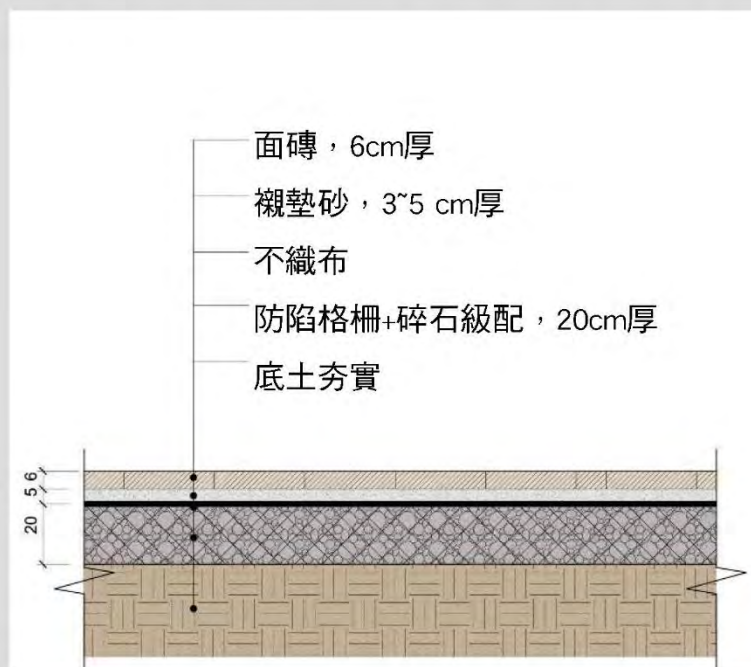 面磚，6cm厚
襯墊砂，3~5 cm厚
不織布
防陷格柵+碎石級配，20cm厚
底土夯實
6
5
20